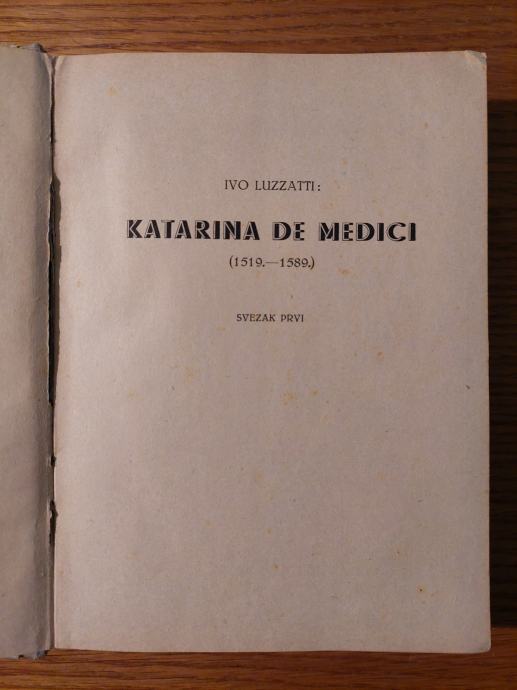 IVO LUZZATTI:
KATARINA DE MEDICI
(1519.—1589.)
SVEZAK PRVI